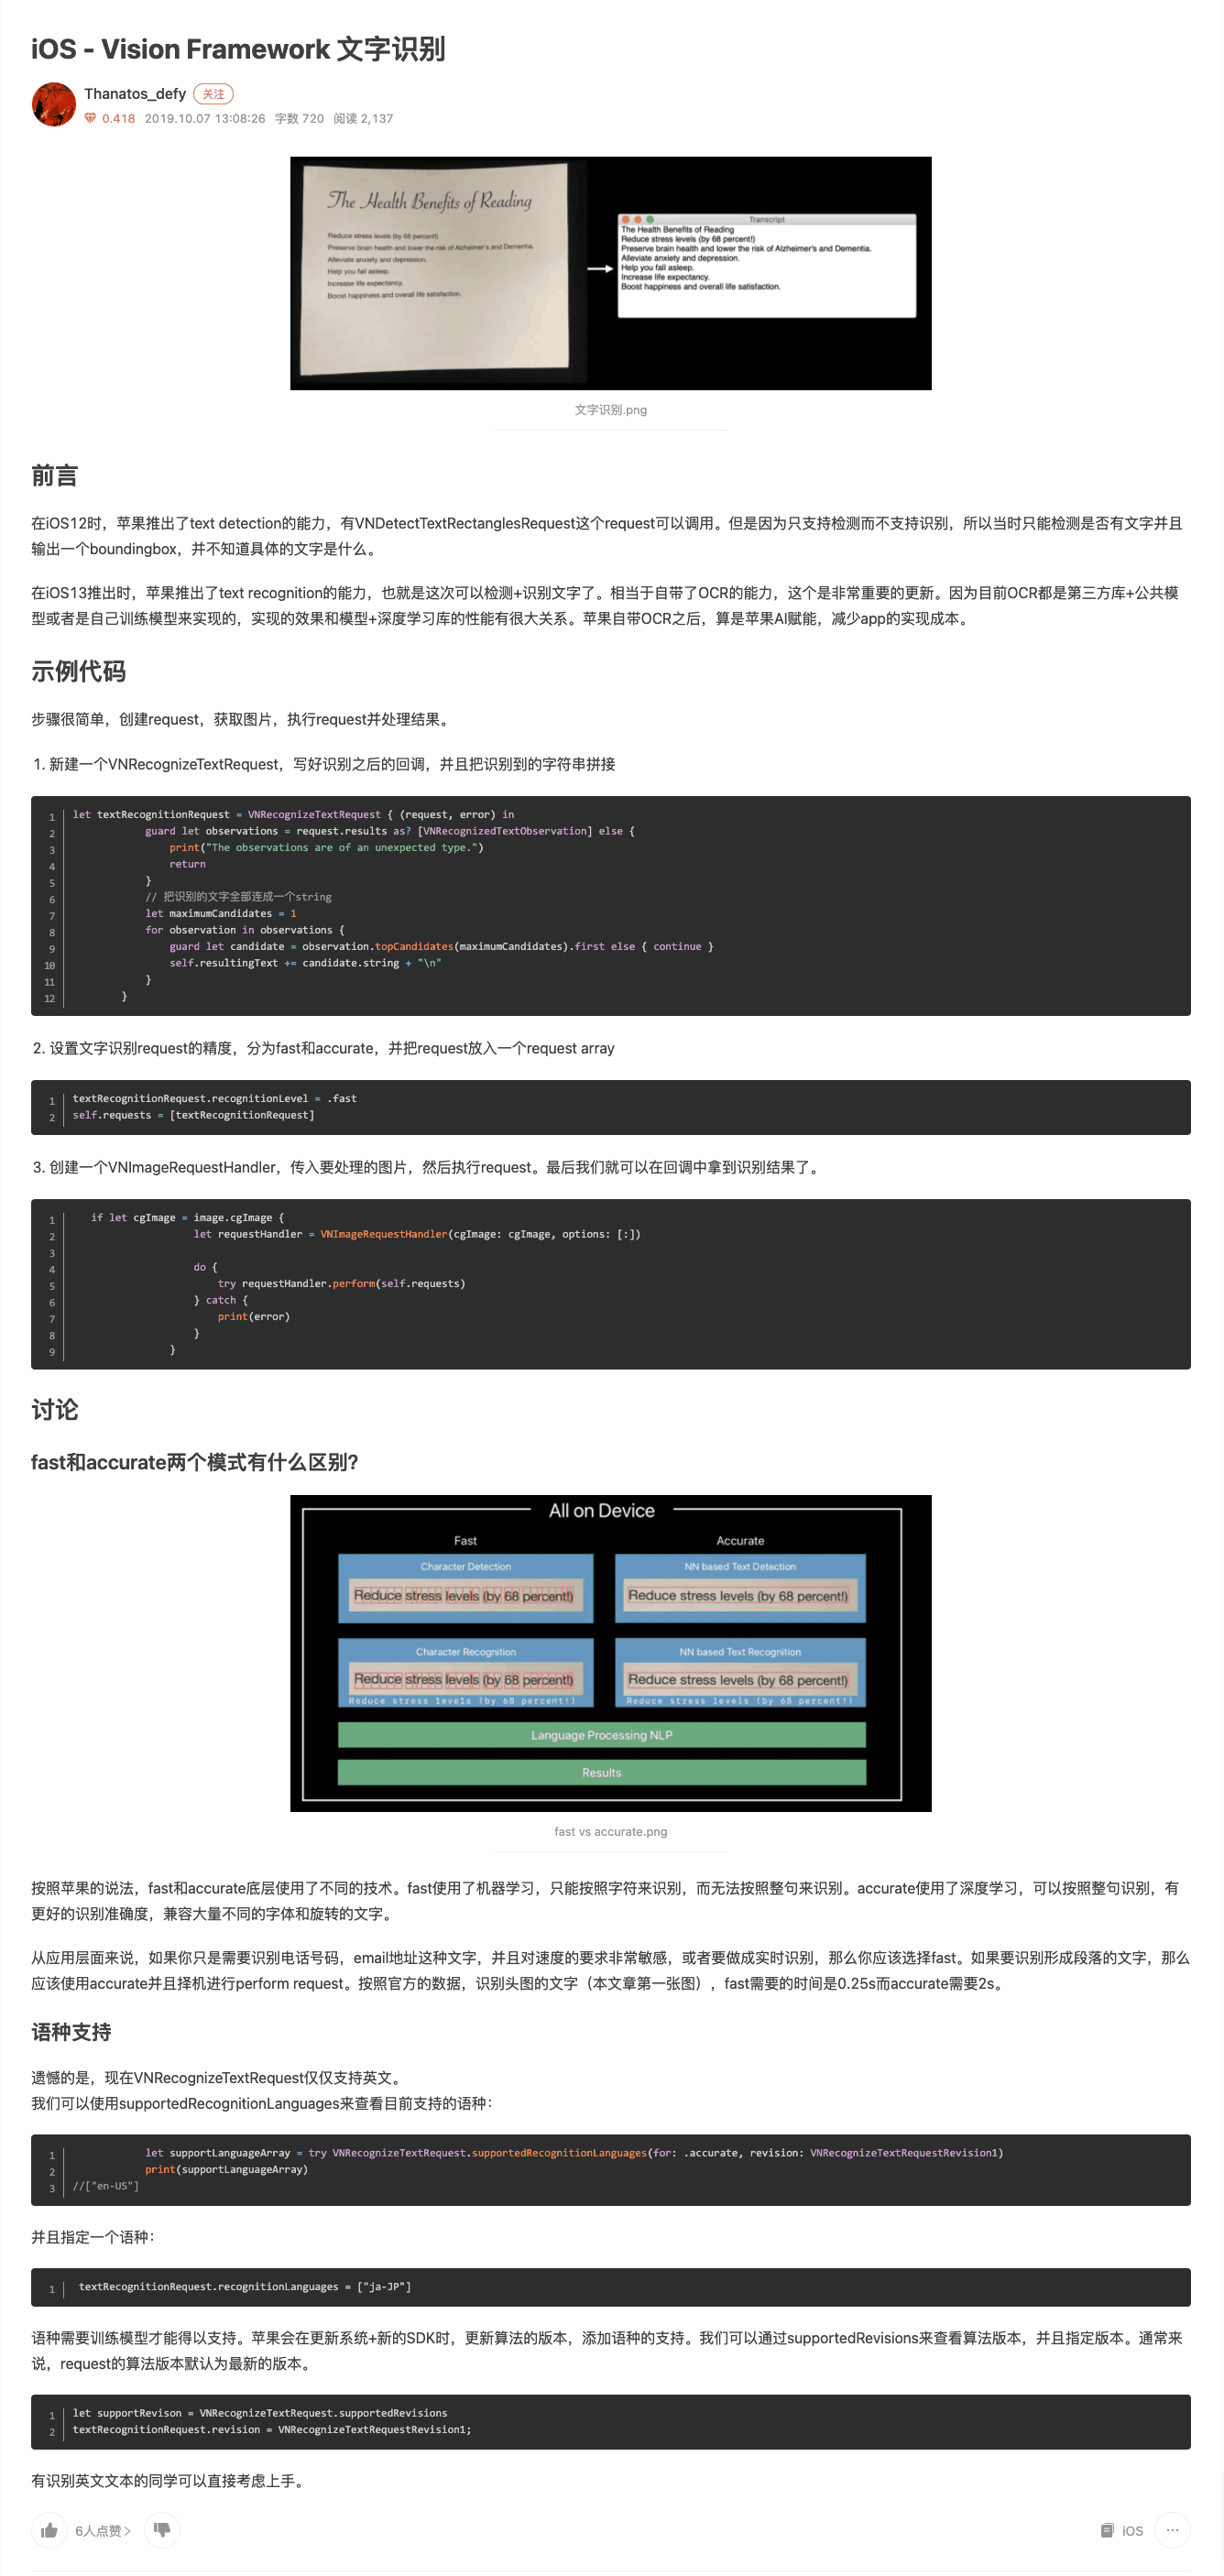 iOS - Vision Framework 文字识别
Thanatos_defy 关注
0.418 2019.10.07 13:08:26 字数 720 阅读 2,137
The Health Benefits of Reading
Reduce stress levels (by 68 percent!)
Preserve brain health and lower the risk of Alzheimer's and Dementia.
Alleviate anxiety and depression.
Help you fall asleep.
Increase life expectancy.
Boost happiness and overall life satisfaction.
Transcript
The Health Benefits of Reading
Reduce stress levels (by 68 percent!)
Preserve brain health and lower the risk of Alzheimer's and Dementia.
Alleviate anxiety and depression.
Help you fall asleep.
Increase life expectancy.
Boost happiness and overall life satisfaction.
文字识别.png
前言
在iOS12时，苹果推出了text detection的能力，有VNDetectTextRectanglesRequest这个request可以调用。但是因为只支持检测而不支持识别，所以当时只能检测是否有文字并且
输出一个boundingbox，并不知道具体的文字是什么。
在iOS13推出时，苹果推出了text recognition的能力，也就是这次可以检测+识别文字了。相当于自带了OCR的能力，这个是非常重要的更新。因为目前OCR都是第三方库+公共模
型或者是自己训练模型来实现的，实现的效果和模型+深度学习库的性能有很大关系。苹果自带OCR之后，算是苹果AI赋能，减少app的实现成本。
示例代码
步骤很简单，创建request，获取图片，执行request并处理结果。
1. 新建一个VNRecognizeTextRequest，写好识别之后的回调，并且把识别到的字符串拼接
1 let textRecognitionRequest = VNRecognizeTextRequest { (request, error) in
2 guard let observations = request.results as? [VNRecognizedTextObservation] else {
3 print("The observations are of an unexpected type.")
4 return
5 }
6 // 把识别的文字全部连成一个string
7 let maximumCandidates = 1
8 for observation in observations {
9 guard let candidate = observation.topCandidates(maximumCandidates).first else { continue }
10 self.resultingText += candidate.string + "\n"
11 }
12 }
2. 设置文字识别request的精度，分为fast和accurate，并把request放入一个request array
1 textRecognitionRequest.recognitionLevel = .fast
2 self.requests = [textRecognitionRequest]
3. 创建一个VNImageRequestHandler，传入要处理的图片，然后执行request。最后我们就可以在回调中拿到识别结果了。
1 if let cgImage = image.cgImage {
2 let requestHandler = VNImageRequestHandler(cgImage: cgImage, options: [:])
3
4 do {
5 try requestHandler.perform(self.requests)
6 } catch {
7 print(error)
8 }
9 }
讨论
fast和accurate两个模式有什么区别?
All on Device
Fast Accurate
Character Detection NN based Text Detection
Reduce stress levels (by 68 percent!) Reduce stress levels (by 68 percent!)
Character Recognition NN based Text Recognition
Reduce stress levels (by 68 percent!) Reduce stress levels (by 68 percent!)
Reduce stress 1eve1s (by 68 percent!) Reduce stress levels (by 68 percent!)
Language Processing NLP
Results
fast vs accurate.png
按照苹果的说法，fast和accurate底层使用了不同的技术。fast使用了机器学习，只能按照字符来识别，而无法按照整句来识别。accurate使用了深度学习，可以按照整句识别，有
更好的识别准确度，兼容大量不同的字体和旋转的文字。
从应用层面来说，如果你只是需要识别电话号码，email地址这种文字，并且对速度的要求非常敏感，或者要做成实时识别，那么你应该选择fast。如果要识别形成段落的文字，那么
应该使用accurate并且择机进行perform request。按照官方的数据，识别头图的文字（本文章第一张图），fast需要的时间是0.25s而accurate需要2s。
语种支持
遗憾的是，现在VNRecognizeTextRequest仅仅支持英文。
我们可以使用supportedRecognitionLanguages来查看目前支持的语种：
1 let supportLanguageArray = try VNRecognizeTextRequest.supportedRecognitionLanguages(for: .accurate, revision: VNRecognizeTextRequestRevision1)
2 print(supportLanguageArray)
3 //["en-US"]
并且指定一个语种：
1 textRecognitionRequest.recognitionLanguages = ["ja-JP"]
语种需要训练模型才能得以支持。苹果会在更新系统+新的SDK时，更新算法的版本，添加语种的支持。我们可以通过supportedRevisions来查看算法版本，并且指定版本。通常来
说，request的算法版本默认为最新的版本。
1 let supportRevison = VNRecognizeTextRequest.supportedRevisions
2 textRecognitionRequest.revision = VNRecognizeTextRequestRevision1;
有识别英文文本的同学可以直接考虑上手。
6人点赞 > iOS ...